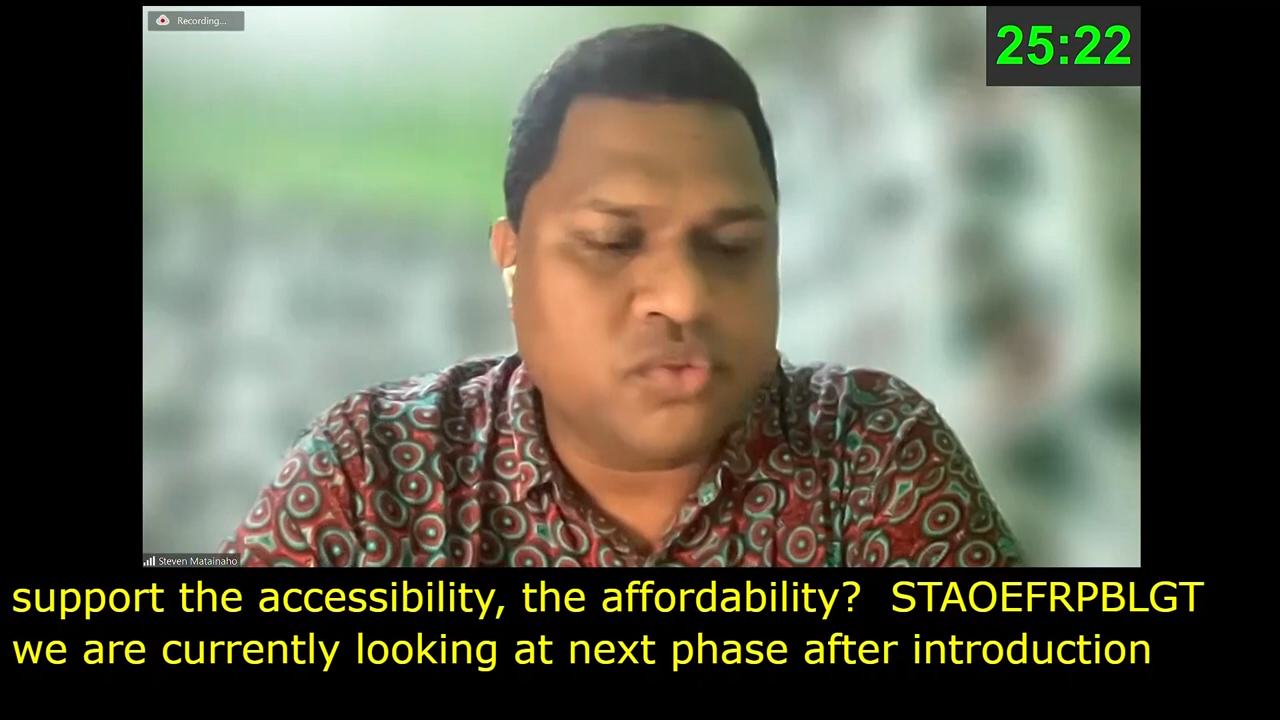 Recording...
25:22
Steven Matainaho
support the accessibility, the affordability?  STAOEFRPBLGT
we are currently looking at next phase after introduction